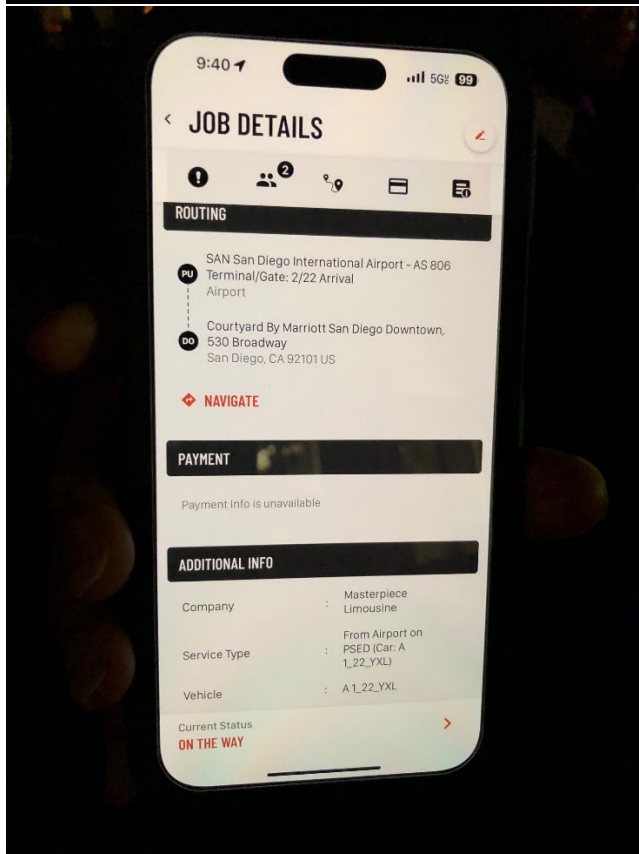 9:40
5G 99
JOB DETAILS
2
ROUTING
PU
SAN San Diego International Airport - AS 806
Terminal/Gate: 2/22 Arrival
Airport
DO
Courtyard By Marriott San Diego Downtown,
530 Broadway
San Diego, CA 92101 US
NAVIGATE
PAYMENT
Payment Info is unavailable
ADDITIONAL INFO
Company : Masterpiece
Limousine
Service Type : From Airport on
PSED (Car: A
1_22_YXL)
Vehicle : A 1_22_YXL
Current Status
ON THE WAY